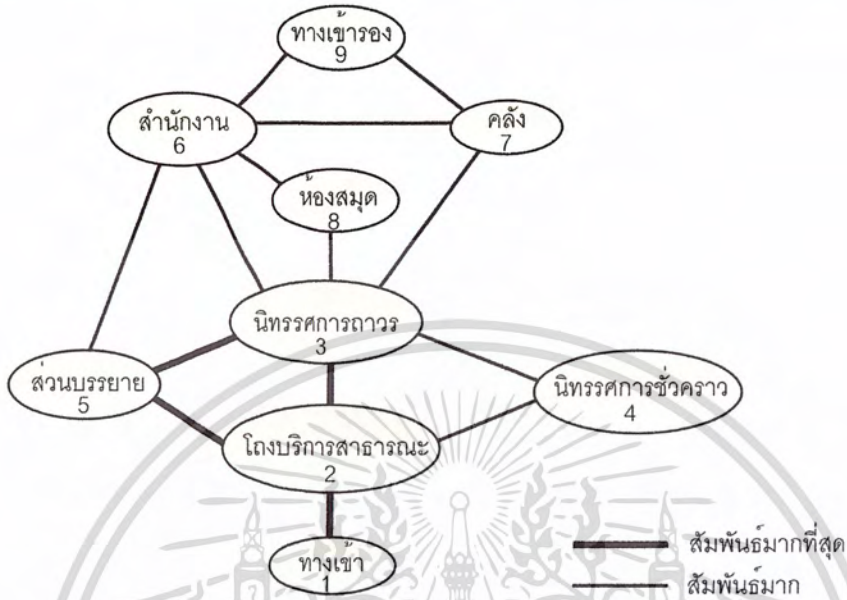 ทางเข้ารอง
9
สำนักงาน
6
คลัง
7
ห้องสมุด
8
นิทรรศการถาวร
3
ส่วนบรรยาย
5
นิทรรศการชั่วคราว
4
โถงบริการสาธารณะ
2
ทางเข้า
1
สัมพันธ์มากที่สุด
สัมพันธ์มาก